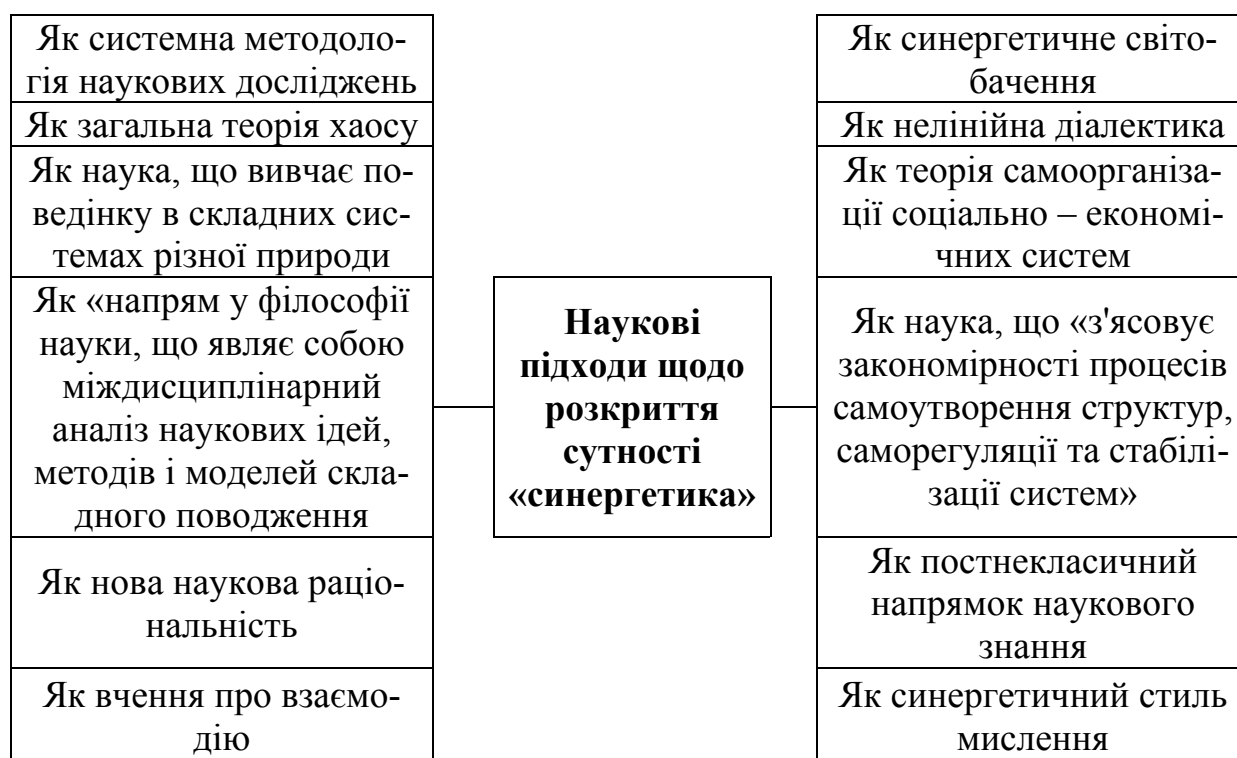 Як системна методоло-
гія наукових досліджень
Як загальна теорія хаосу
Як наука, що вивчає по-
ведінку в складних сис-
темах різної природи
Як «напрям у філософії
науки, що являє собою
міждисциплінарний
аналіз наукових ідей,
методів і моделей скла-
дного поводження
Як нова наукова раціо-
нальність
Як вчення про взаємо-
дію
Наукові
підходи щодо
розкриття
сутності
«синергетика»
Як синергетичне світо-
бачення
Як нелінійна діалектика
Як теорія самоорганіза-
ції соціально – економі-
чних систем
Як наука, що «з'ясовує
закономірності процесів
самоутворення структур,
саморегуляції та стабілі-
зації систем»
Як постнекласичний
напрямок наукового
знання
Як синергетичний стиль
мислення